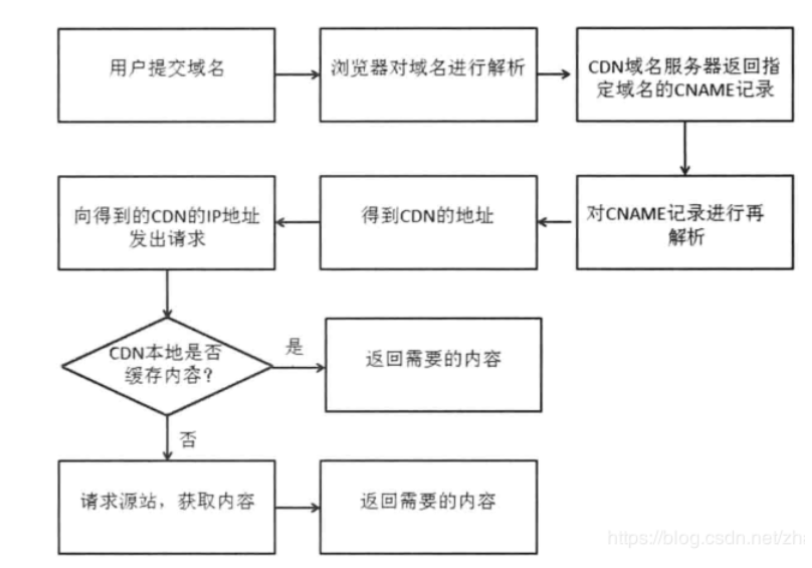 用户提交域名
浏览器对域名进行解析
CDN域名服务器返回指
定域名的CNAME记录
向得到的CDN的IP地址
发出请求
得到CDN的地址
对CNAME记录进行再
解析
CDN本地是否
缓存内容？
是
返回需要的内容
否
请求源站，获取内容
返回需要的内容
https://blog.csdn.net/zh